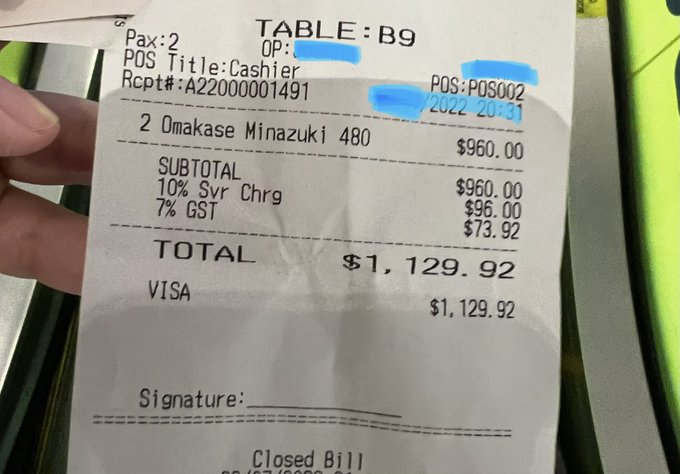 TABLE:B9
Pax:2 OP:
POS Title:Cashier POS:POS002
Rcpt#:A22000001491 /2022 20:31
2 Omakase Minazuki 480 $960.00
SUBTOTAL $960.00
10% Svr Chrg $96.00
7% GST $73.92
TOTAL $1,129.92
VISA $1,129.92
Signature:
Closed Bill